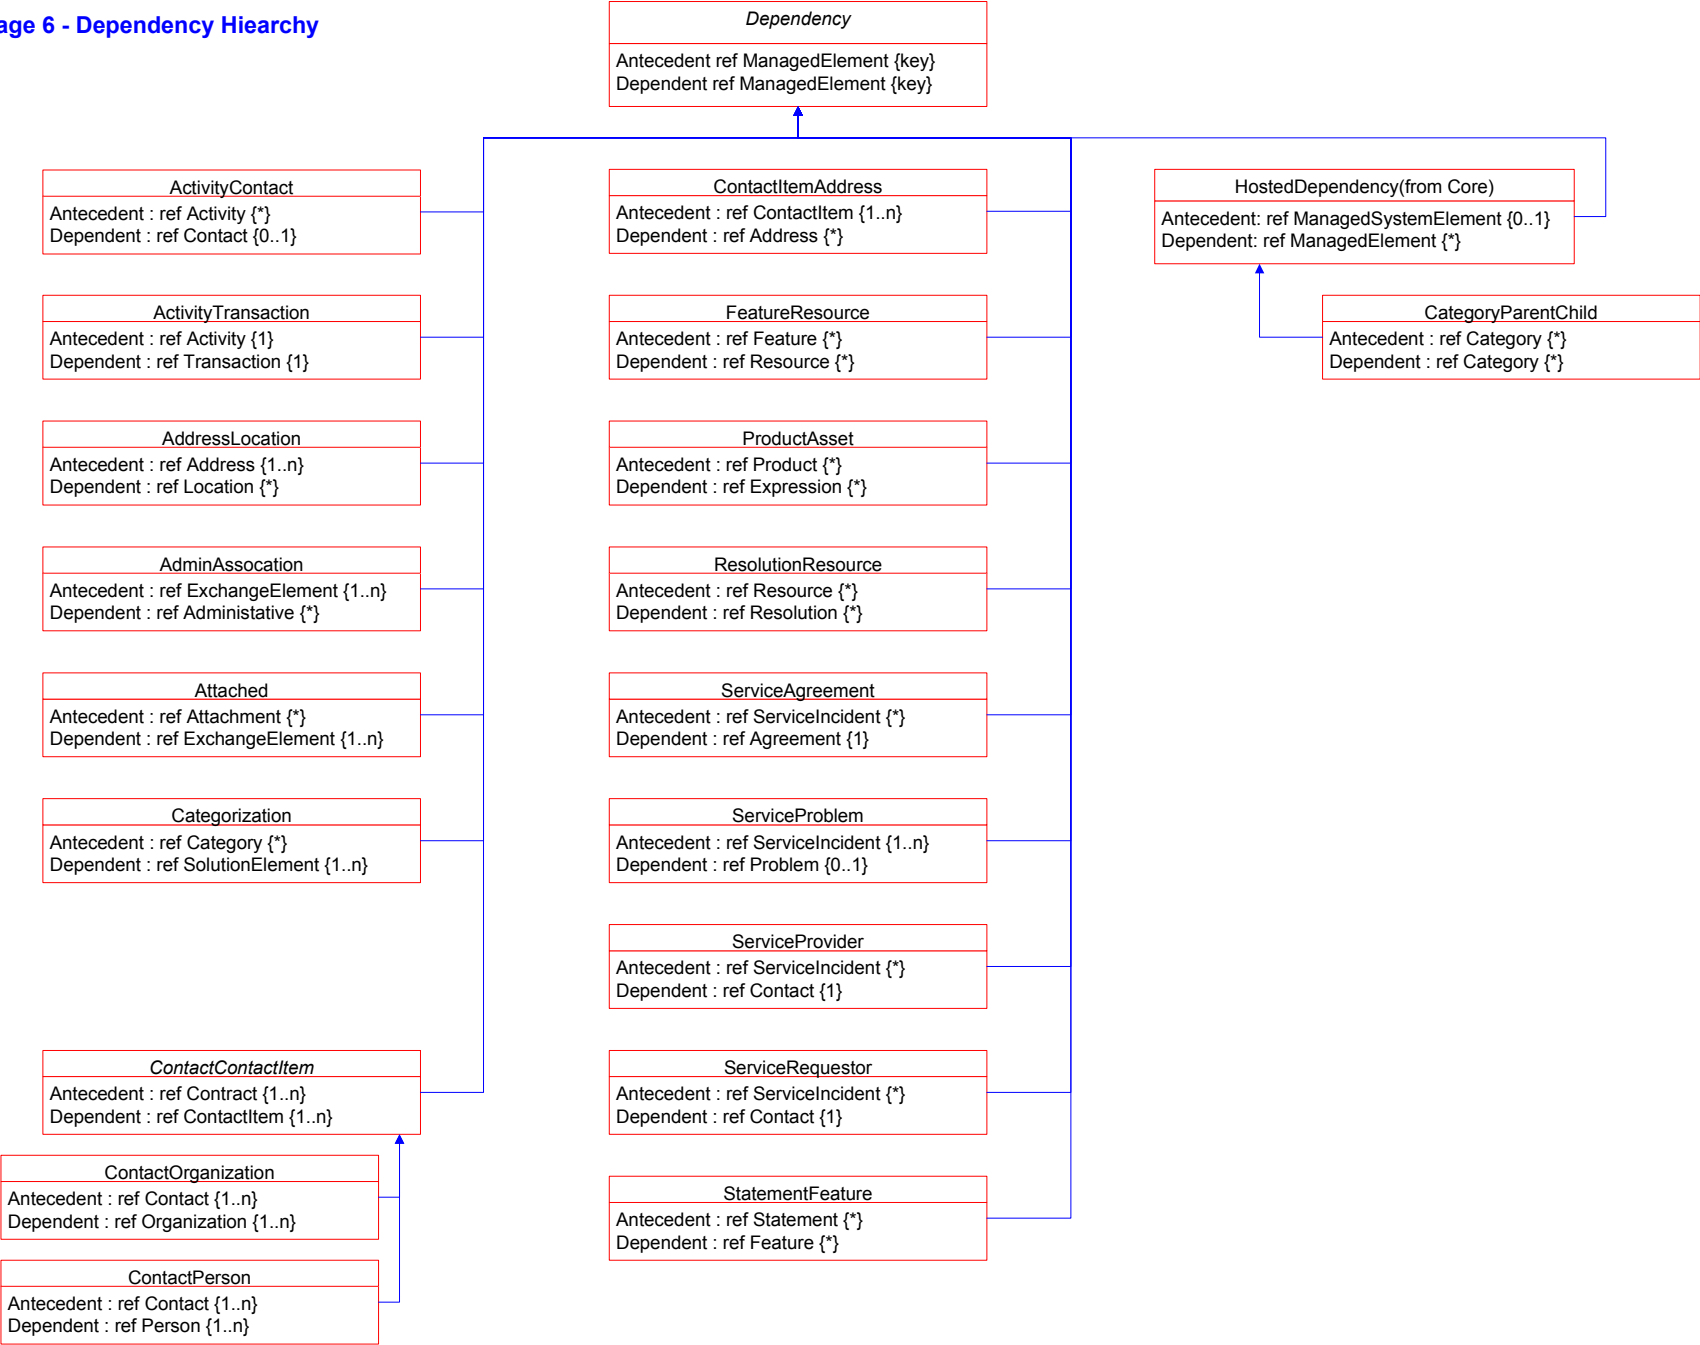 age 6 - Dependency Hiearchy
Dependency
Antecedent ref ManagedElement {key}
Dependent ref ManagedElement {key}
ActivityContact
Antecedent : ref Activity {*}
Dependent : ref Contact {0..1}
ActivityTransaction
Antecedent : ref Activity {1}
Dependent : ref Transaction {1}
AddressLocation
Antecedent : ref Address {1..n}
Dependent : ref Location {*}
AdminAssocation
Antecedent : ref ExchangeElement {1..n}
Dependent : ref Administative {*}
Attached
Antecedent : ref Attachment {*}
Dependent : ref ExchangeElement {1..n}
Categorization
Antecedent : ref Category {*}
Dependent : ref SolutionElement {1..n}
ContactContactItem
Antecedent : ref Contract {1..n}
Dependent : ref ContactItem {1..n}
ContactOrganization
Antecedent : ref Contact {1..n}
Dependent : ref Organization {1..n}
ContactPerson
Antecedent : ref Contact {1..n}
Dependent : ref Person {1..n}
ContactItemAddress
Antecedent : ref ContactItem {1..n}
Dependent : ref Address {*}
FeatureResource
Antecedent : ref Feature {*}
Dependent : ref Resource {*}
ProductAsset
Antecedent : ref Product {*}
Dependent : ref Expression {*}
ResolutionResource
Antecedent : ref Resource {*}
Dependent : ref Resolution {*}
ServiceAgreement
Antecedent : ref ServiceIncident {*}
Dependent : ref Agreement {1}
ServiceProblem
Antecedent : ref ServiceIncident {1..n}
Dependent : ref Problem {0..1}
ServiceProvider
Antecedent : ref ServiceIncident {*}
Dependent : ref Contact {1}
ServiceRequestor
Antecedent : ref ServiceIncident {*}
Dependent : ref Contact {1}
StatementFeature
Antecedent : ref Statement {*}
Dependent : ref Feature {*}
HostedDependency(from Core)
Antecedent: ref ManagedSystemElement {0..1}
Dependent: ref ManagedElement {*}
CategoryParentChild
Antecedent : ref Category {*}
Dependent : ref Category {*}